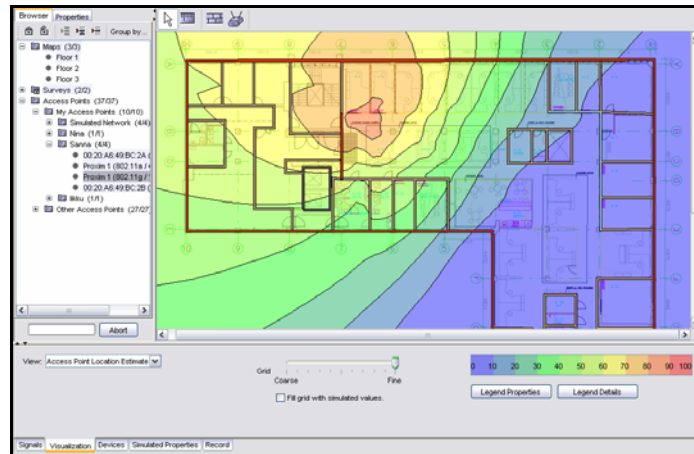 Browser Properties
Group by...
Maps (3/3)
Floor 1
Floor 2
Floor 3
Surveys (2/2)
Access Points (37/37)
My Access Points (10/10)
Simulated Network (4/4)
Nina (1/1)
Sanna (4/4)
00:20:A6:49:BC:2A (
Proxim 1 (802.11a /
Proxim 1 (802.11g /
00:20:A6:49:BC:2B (
Iikku (1/1)
Other Access Points (27/27)
Abort
View: Access Point Location Estimate
Grid
Coarse Fine
Fill grid with simulated values.
0 10 20 30 40 50 60 70 80 90 100
Legend Properties Legend Details
Signals Visualization Devices Simulated Properties Record